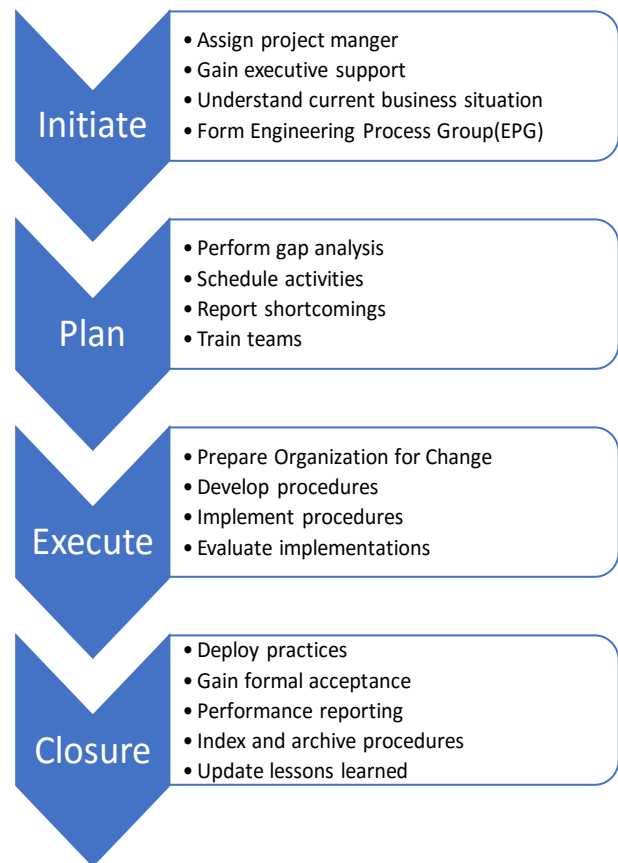 Initiate
• Assign project manger
• Gain executive support
• Understand current business situation
• Form Engineering Process Group(EPG)
Plan
• Perform gap analysis
• Schedule activities
• Report shortcomings
• Train teams
Execute
• Prepare Organization for Change
• Develop procedures
• Implement procedures
• Evaluate implementations
Closure
• Deploy practices
• Gain formal acceptance
• Performance reporting
• Index and archive procedures
• Update lessons learned